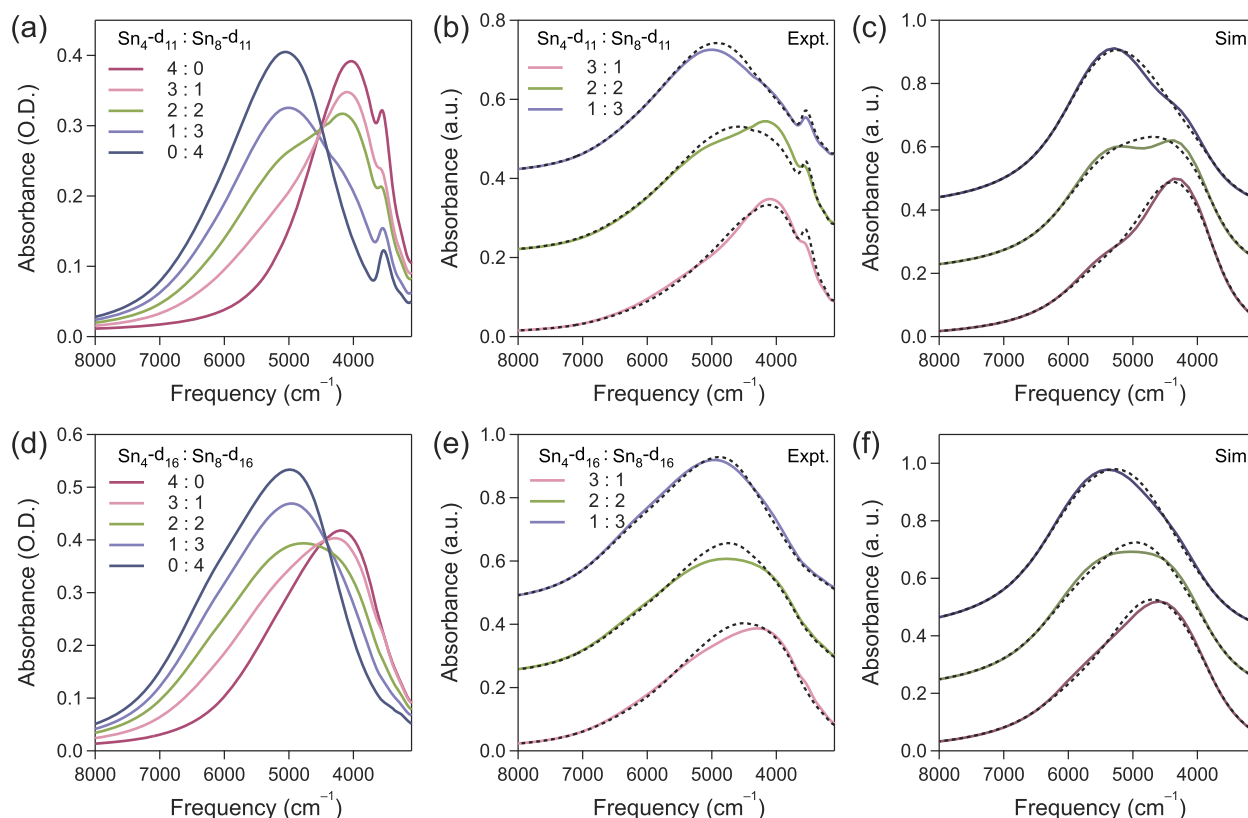 (a)
Absorbance (O.D.)
0.4
0.3
0.2
0.1
0.0
Sn4-d11 : Sn8-d11
4 : 0
3 : 1
2 : 2
1 : 3
0 : 4
8000 7000 6000 5000 4000
Frequency (cm⁻¹)
(b)
Absorbance (a.u.)
0.8
0.6
0.4
0.2
0.0
Sn4-d11 : Sn8-d11
Expt.
3 : 1
2 : 2
1 : 3
8000 7000 6000 5000 4000
Frequency (cm⁻¹)
(c)
Absorbance (a. u.)
1.0
0.8
0.6
0.4
0.2
0.0
Sim
8000 6000 5000 4000
Frequency (cm⁻¹)
(d)
Absorbance (O.D.)
0.6
0.5
0.4
0.3
0.2
0.1
0.0
Sn4-d16 : Sn8-d16
4 : 0
3 : 1
2 : 2
1 : 3
0 : 4
8000 7000 6000 5000 4000
Frequency (cm⁻¹)
(e)
Absorbance (a.u.)
1.0
0.8
0.6
0.4
0.2
0.0
Sn4-d16 : Sn8-d16
Expt.
3 : 1
2 : 2
1 : 3
8000 7000 6000 5000 4000
Frequency (cm⁻¹)
(f)
Absorbance (a. u.)
1.0
0.8
0.6
0.4
0.2
0.0
Sim
8000 6000 5000 4000
Frequency (cm⁻¹)